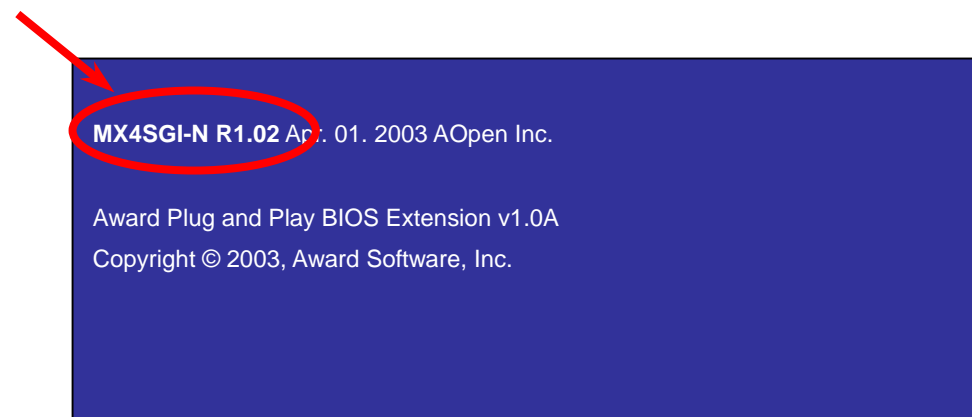 MX4SGI-N R1.02 Apr. 01. 2003 AOpen Inc.
Award Plug and Play BIOS Extension v1.0A
Copyright © 2003, Award Software, Inc.